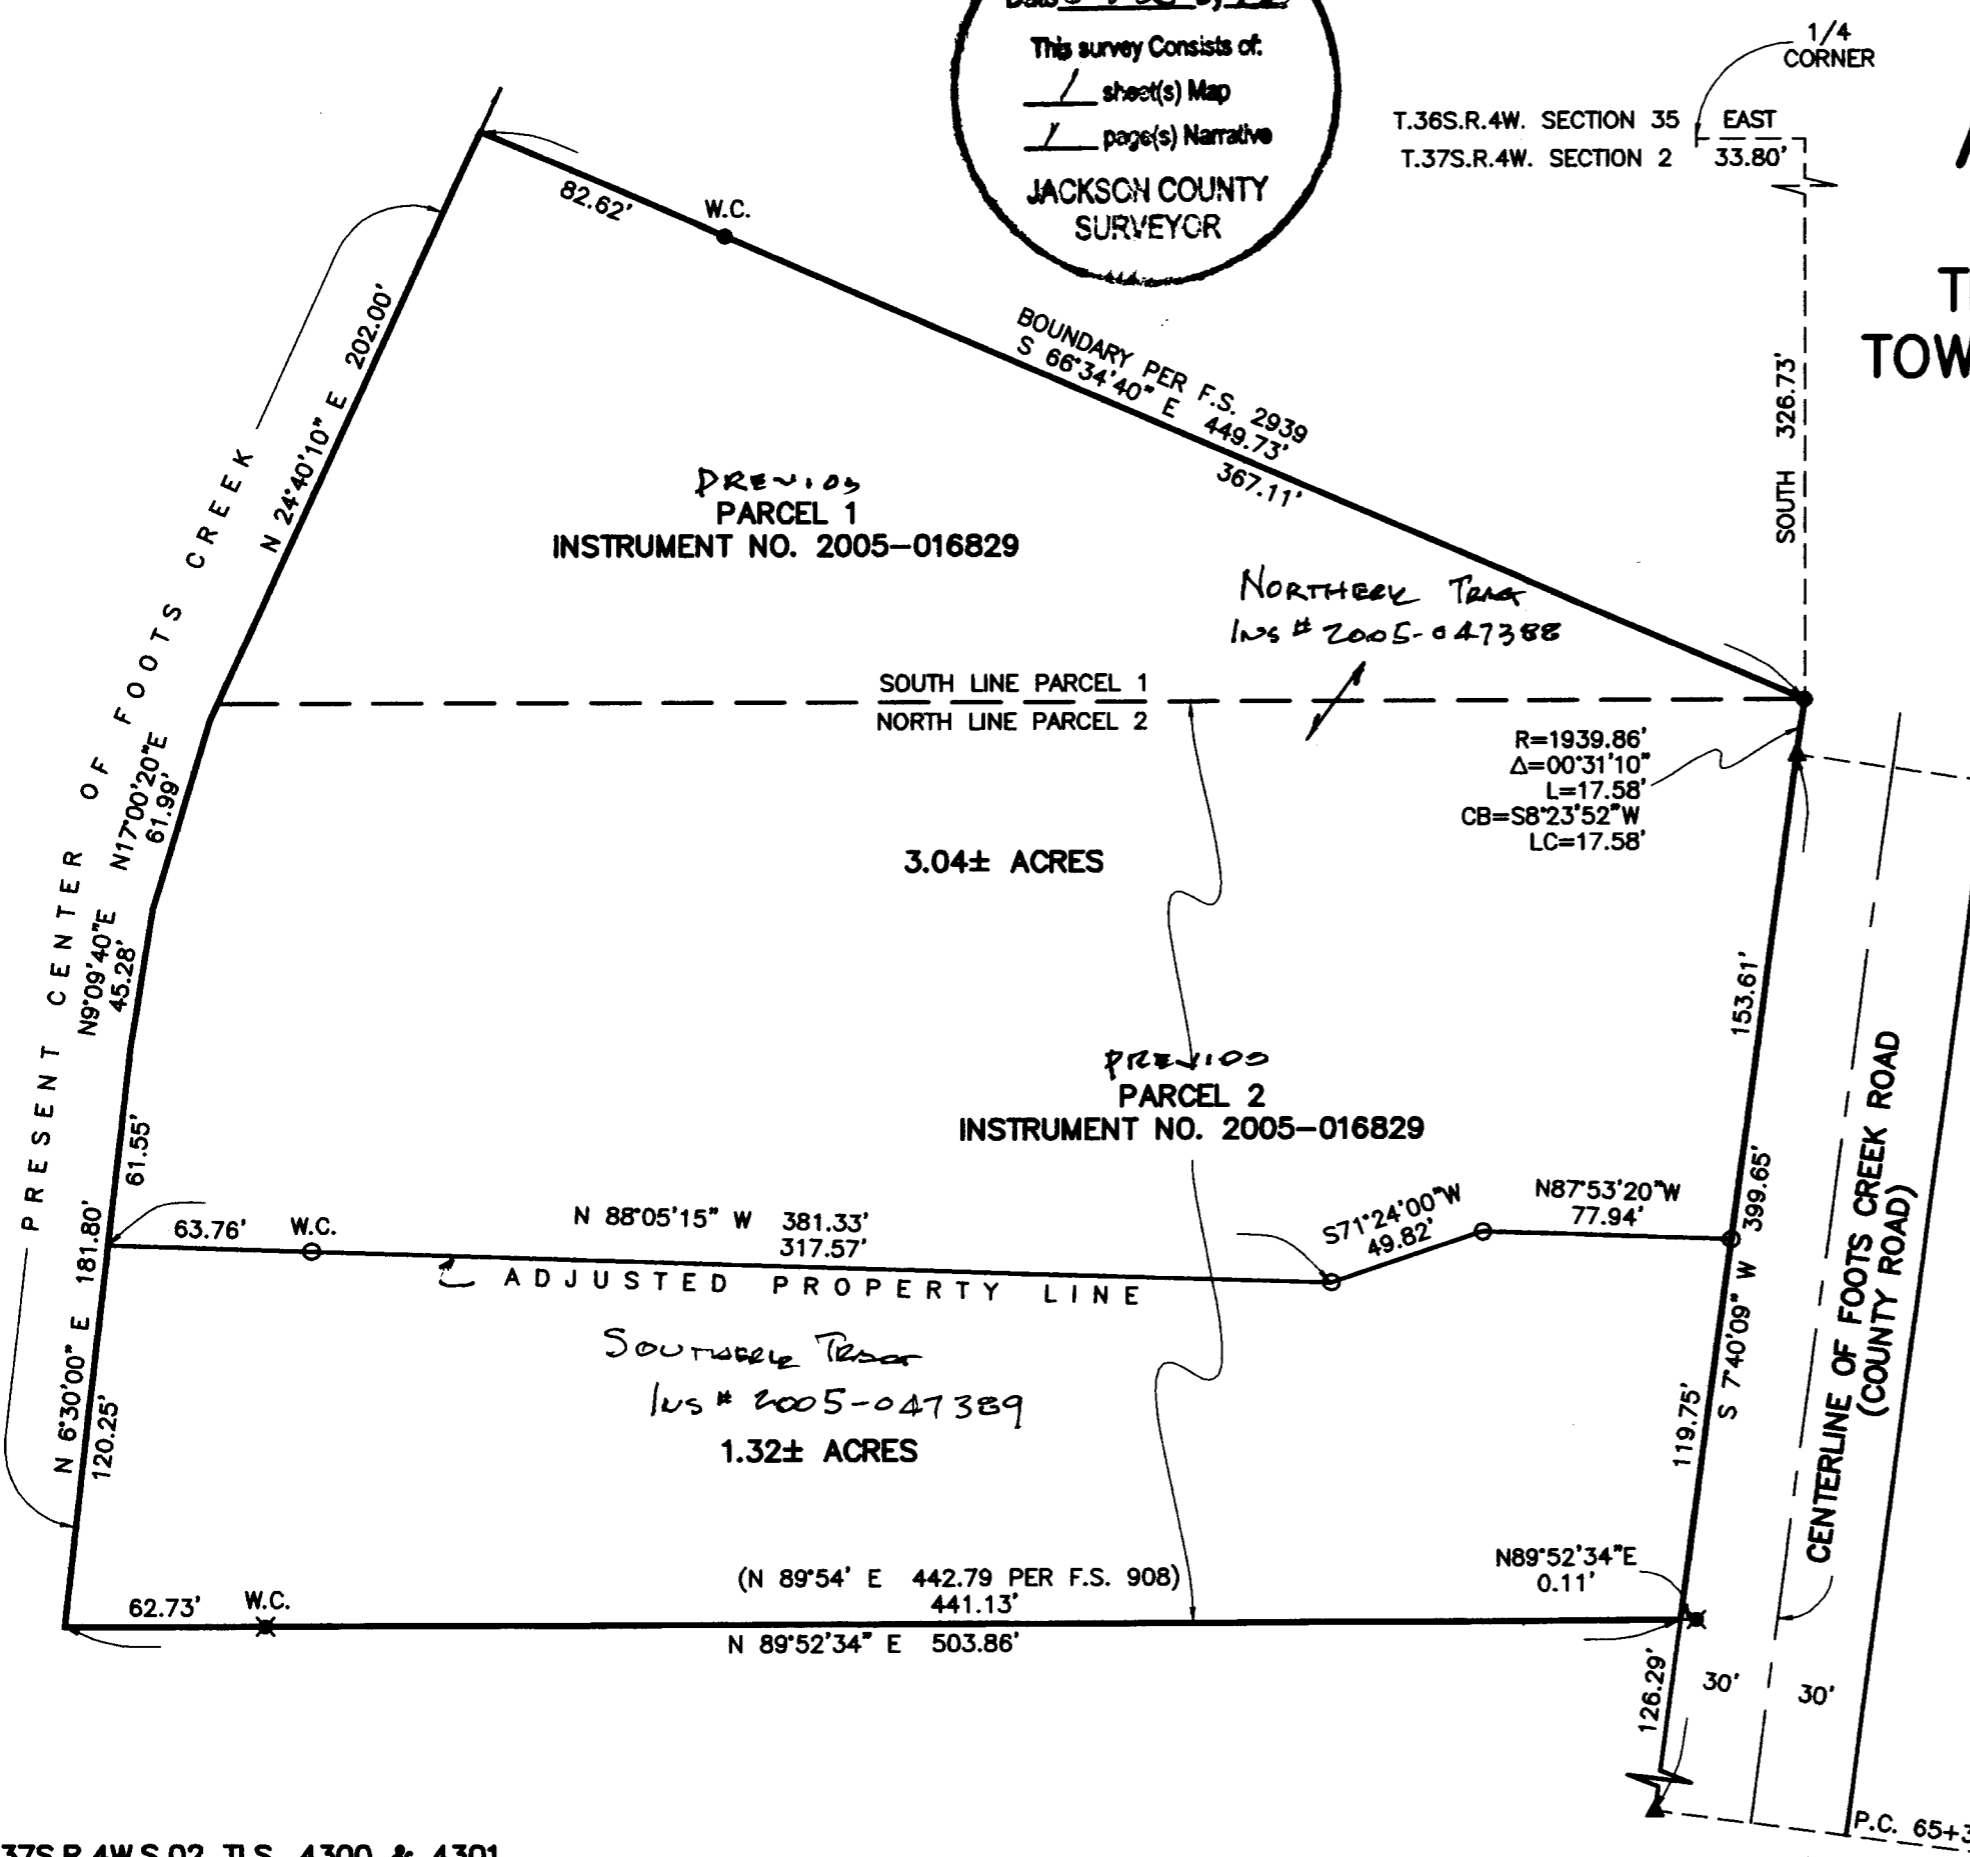 This survey Consists of:
1 sheet(s) Map
1 page(s) Narrative
JACKSON COUNTY
SURVEYOR
1/4
CORNER
T.36S.R.4W. SECTION 35 EAST
T.37S.R.4W. SECTION 2 33.80'
SOUTH 326.73'
TOW
82.62'
W.C.
BOUNDARY PER F.S. 2939
S 66°34'40" E 449.73'
367.11'
N 24°40'10" E 202.00'
PRESENT CENTER OF FOOTS CREEK
PREVIOS
PARCEL 1
INSTRUMENT NO. 2005-016829
NORTHERN TRACT
INS # 2005-047388
SOUTH LINE PARCEL 1
NORTH LINE PARCEL 2
R=1939.86'
Δ=00°31'10"
L=17.58'
CB=S8°23'52"W
LC=17.58'
N17°00'20"E
61.99'
3.04± ACRES
N9°09'40"E
45.28'
153.61'
PREVIOS
PARCEL 2
INSTRUMENT NO. 2005-016829
61.55'
63.76' W.C.
N 88°05'15" W 381.33'
317.57'
S71°24'00"W
49.82'
N87°53'20"W
77.94'
ADJUSTED PROPERTY LINE
S 7°40'09" W 399.65'
CENTERLINE OF FOOTS CREEK ROAD
(COUNTY ROAD)
N 6°30'00" E 181.80'
120.25'
SOUTHERN TRACT
INS # 2005-047389
1.32± ACRES
119.75'
N89°52'34"E
0.11'
(N 89°54' E 442.79 PER F.S. 908)
62.73' W.C.
441.13'
N 89°52'34" E 503.86'
126.29'
30'
30'
P.C. 65+3
37S.R.4W.S.02 TLS. 4300 & 4301